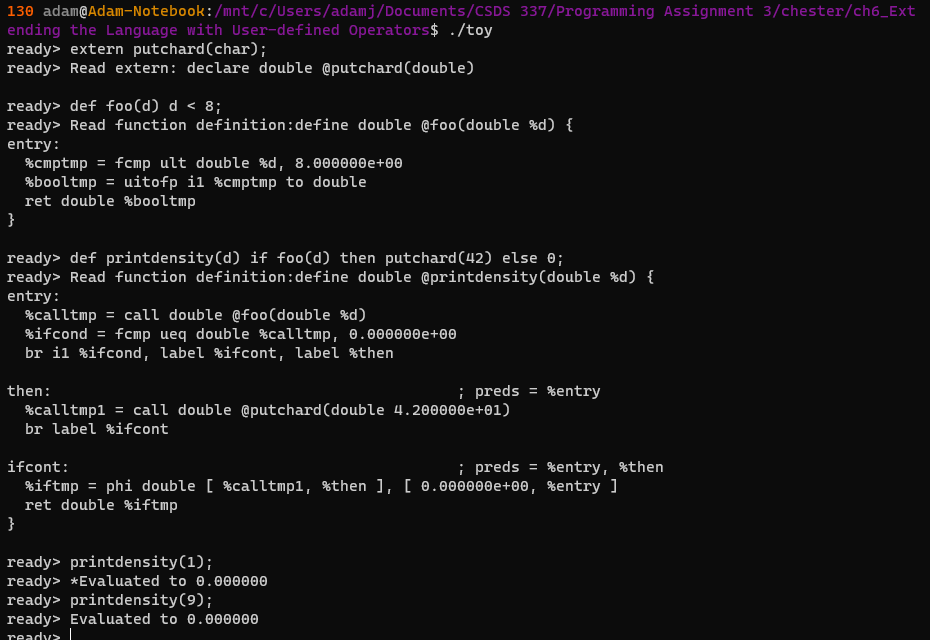 130 adam@Adam-Notebook:/mnt/c/Users/adamj/Documents/CSDS 337/Programming Assignment 3/chester/ch6_Ext
ending the Language with User-defined Operators$ ./toy
ready> extern putchard(char);
ready> Read extern: declare double @putchard(double)
ready> def foo(d) d < 8;
ready> Read function definition:define double @foo(double %d) {
entry:
  %cmptmp = fcmp ult double %d, 8.000000e+00
  %booltmp = uitofp i1 %cmptmp to double
  ret double %booltmp
}
ready> def printdensity(d) if foo(d) then putchard(42) else 0;
ready> Read function definition:define double @printdensity(double %d) {
entry:
  %calltmp = call double @foo(double %d)
  %ifcond = fcmp ueq double %calltmp, 0.000000e+00
  br i1 %ifcond, label %ifcont, label %then
then:                                             ; preds = %entry
  %calltmp1 = call double @putchard(double 4.200000e+01)
  br label %ifcont
ifcont:                                           ; preds = %entry, %then
  %iftmp = phi double [ %calltmp1, %then ], [ 0.000000e+00, %entry ]
  ret double %iftmp
}
ready> printdensity(1);
ready> *Evaluated to 0.000000
ready> printdensity(9);
ready> Evaluated to 0.000000
ready>